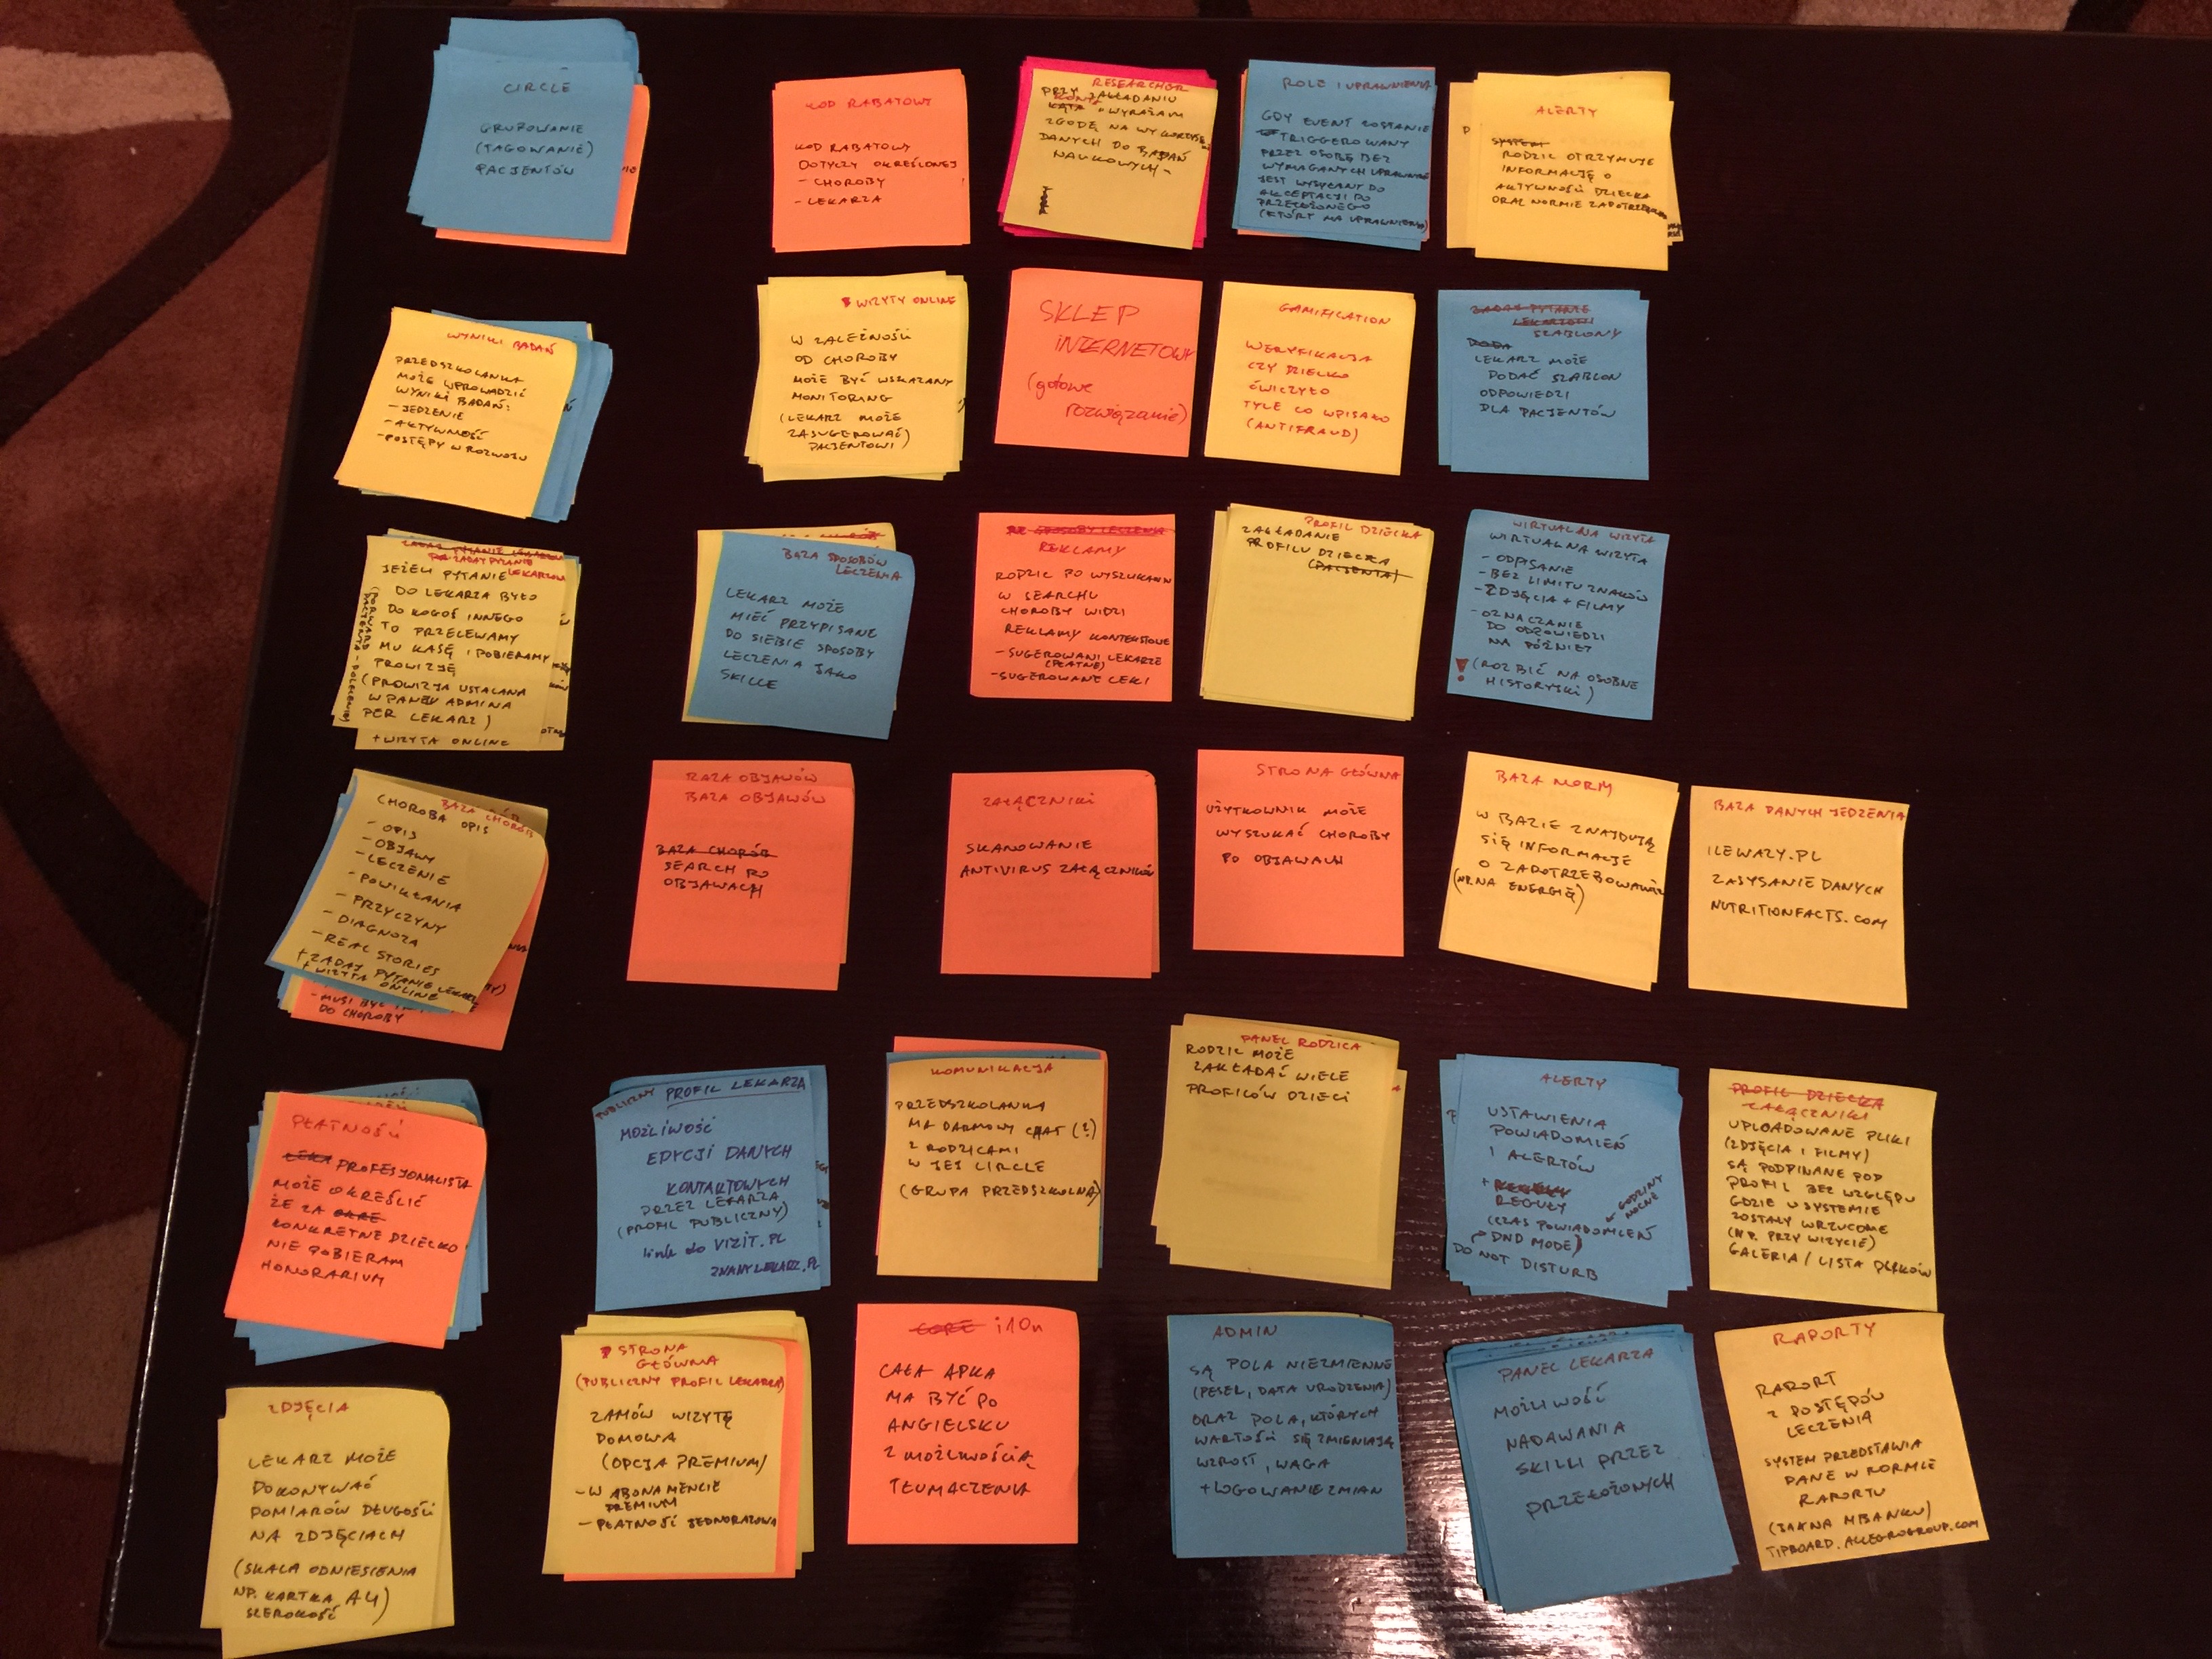 CIRCLE
GRUPOWANIE
(TAGOWANIE)
PACJENTÓW
KOD RABATOWY
KOD RABATOWY
DOTYCZY OKREŚLONEJ
- CHOROBY
- LEKARZA
RESEARCHER
PRZY ZAKŁADANIU
KONTA WYRAŻAM
ZGODĘ NA
DANYCH DO BADAŃ
NAUKOWYCH -
ROLE I UPRAWNIENIA
GDY EVENT ZOSTANIE
TRIGGEROWANY
PRZEZ OSOBĘ BEZ
WYMAGANYCH UPRAWNIEŃ
JEST WYSYŁANY DO
AKCEPTACJI DO
PRZEŁOŻONEGO
(KTÓRY MA UPRAWNIENIA)
ALERTY
SYSTEM
RODZIC OTRZYMUJE
INFORMACJĘ O
AKTYWNOŚCI DZIECKA
ORAZ NORMIE
WYNIKI BADAŃ
PRZEDSZKOLANKA
MOŻE WPROWADZIĆ
WYNIKI BADAŃ:
- JEDZENIE
- AKTYWNOŚĆ
- POSTĘPY W ROZWOJU
WIZYTY ONLINE
W ZALEŻNOŚCI
OD CHOROBY
MOŻE BYĆ WSKAZANY
MONITORING
(LEKARZ MOŻE
ZASUGEROWAĆ)
PACJENTOWI)
SKLEP
INTERNETOWY
(gotowe
rozwiązanie)
GAMIFICATION
WERYFIKACJA
CZY DZIECKO
ĆWICZYŁO
TYLE CO WPISAŁO
(ANTIFRAUD)
ZADAJ PYTANIE
LEKARZOWI
SZABLONY
LEKARZ MOŻE
DODAĆ SZABLON
ODPOWIEDZI
DLA PACJENTÓW
ZADAJ PYTANIE
LEKARZOWI
JEŻELI PYTANIE
DO LEKARZA BYŁO
DO KOGOŚ INNEGO
TO PRZELEWAMY
MU KASĘ I POBIERAMY
PROWIZJĘ
(PROWIZJA USTALANA
W PANELU ADMINA
PER LEKARZ)
+ WIZYTA ONLINE
FORWARD
PACJENTA
BAZA SPOSOBÓW
LECZENIA
LEKARZ MOŻE
MIEĆ PRZYPISANE
DO SIEBIE SPOSOBY
LECZENIA JAKO
SKILLE
SPOSOBY LECZENIA
REKLAMY
RODZIC PO WYSZUKANIU
W SEARCHU
CHOROBY WIDZI
REKLAMY KONTEKSTOWE
- SUGEROWANI LEKARZE
(PŁATNE)
- SUGEROWANE LEKI
PROFIL DZIECKA
ZAKŁADANIE
PROFILU DZIECKA
(PACJENTA)
WIRTUALNA WIZYTA
WIRTUALNA WIZYTA
- ODPISANIE
- BEZ LIMITU ZNAKÓW
- ZDJĘCIA + FILMY
- OZNACZANIE
DO ODPOWIEDZI
NA PÓŹNIEJ
! (ROZBIĆ NA OSOBNE
HISTORYJKI)
BAZA CHORÓB
CHOROBA OPIS
- OPIS
- OBJAWY
- LECZENIE
- POWIKŁANIA
- PRZYCZYNY
- DIAGNOZA
- REAL STORIES
+ ZADAJ PYTANIE LEKARZ
+ WIZYTA ONLINE
- MUSI BYĆ
DO CHOROBY
BAZA OBJAWÓW
BAZA OBJAWÓW
BAZA CHORÓB
SEARCH PO
OBJAWACH
ZAŁĄCZNIKI
SKANOWANIE
ANTIVIRUS ZAŁĄCZNIKÓW
STRONA GŁÓWNA
UŻYTKOWNIK MOŻE
WYSZUKAĆ CHOROBY
PO OBJAWACH
BAZA NORM
W BAZIE ZNAJDUJĄ
SIĘ INFORMACJE
O ZAPOTRZEBOWANIU
(NP. NA ENERGIĘ)
BAZA DANYCH JEDZENIA
ILEWAZY.PL
ZASYSANIE DANYCH
NUTRITIONFACTS.COM
PŁATNOŚCI
PROFESJONALISTA
MOŻE OKREŚLIĆ
ŻE ZA
KONKRETNE DZIECKO
NIE POBIERAM
HONORARIUM
PUBLICZNY PROFIL LEKARZA
MOŻLIWOŚĆ
EDYCJI DANYCH
KONTAKTOWYCH
PRZEZ LEKARZA
(PROFIL PUBLICZNY)
link do VIZIT.PL
ZNANYLEKARZ.PL
KOMUNIKACJA
PRZEDSZKOLANKA
MA DARMOWY CHAT (?)
Z RODZICAMI
W JEJ CIRCLE
(GRUPA PRZEDSZKOLNA)
PANEL RODZICA
RODZIC MOŻE
ZAKŁADAĆ WIELE
PROFILÓW DZIECI
ALERTY
USTAWIENIA
POWIADOMIEŃ
I ALERTÓW
+ REGUŁY
REGUŁY
GODZINY
NOCNE
(CZAS POWIADOMIEŃ
DND MODE)
DO NOT DISTURB
PROFIL DZIECKA
ZAŁĄCZNIKI
UPLOADOWANE PLIKI
(ZDJĘCIA I FILMY)
SĄ PODPINANE POD
PROFIL BEZ WZGLĘDU
GDZIE W SYSTEMIE
ZOSTAŁY WRZUCONE
(NP. PRZY WIZYCIE)
GALERIA / LISTA PLIKÓW
ZDJĘCIA
LEKARZ MOŻE
DOKONYWAĆ
POMIARÓW DŁUGOŚCI
NA ZDJĘCIACH
(SKALA ODNIESIENIA
NP. KARTKA A4)
SZEROKOŚĆ
STRONA
GŁÓWNA
(PUBLICZNY PROFIL LEKARZA)
ZAMÓW WIZYTĘ
DOMOWA
(OPCJA PREMIUM)
- W ABONAMENCIE
PREMIUM
- PŁATNOŚĆ JEDNORAZOWA
CORE i10n
CAŁA APKA
MA BYĆ PO
ANGIELSKU
Z MOŻLIWOŚCIĄ
TŁUMACZENIA
ADMIN
SĄ POLA NIEZMIENNE
(PESEL, DATA URODZENIA)
ORAZ POLA, KTÓRYCH
WARTOŚCI SIĘ ZMIENIAJĄ
WZROST, WAGA
+ LOGOWANIE ZMIAN
PANEL LEKARZA
MOŻLIWOŚĆ
NADAWANIA
SKILLI PRZEZ
PRZEŁOŻONYCH
RAPORTY
RAPORT
Z POSTĘPÓW
LECZENIA
SYSTEM PRZEDSTAWIA
DANE W FORMIE
RAPORTU
(JAK NA MBANKU)
TIPBOARD.ALLEGROGROUP.COM